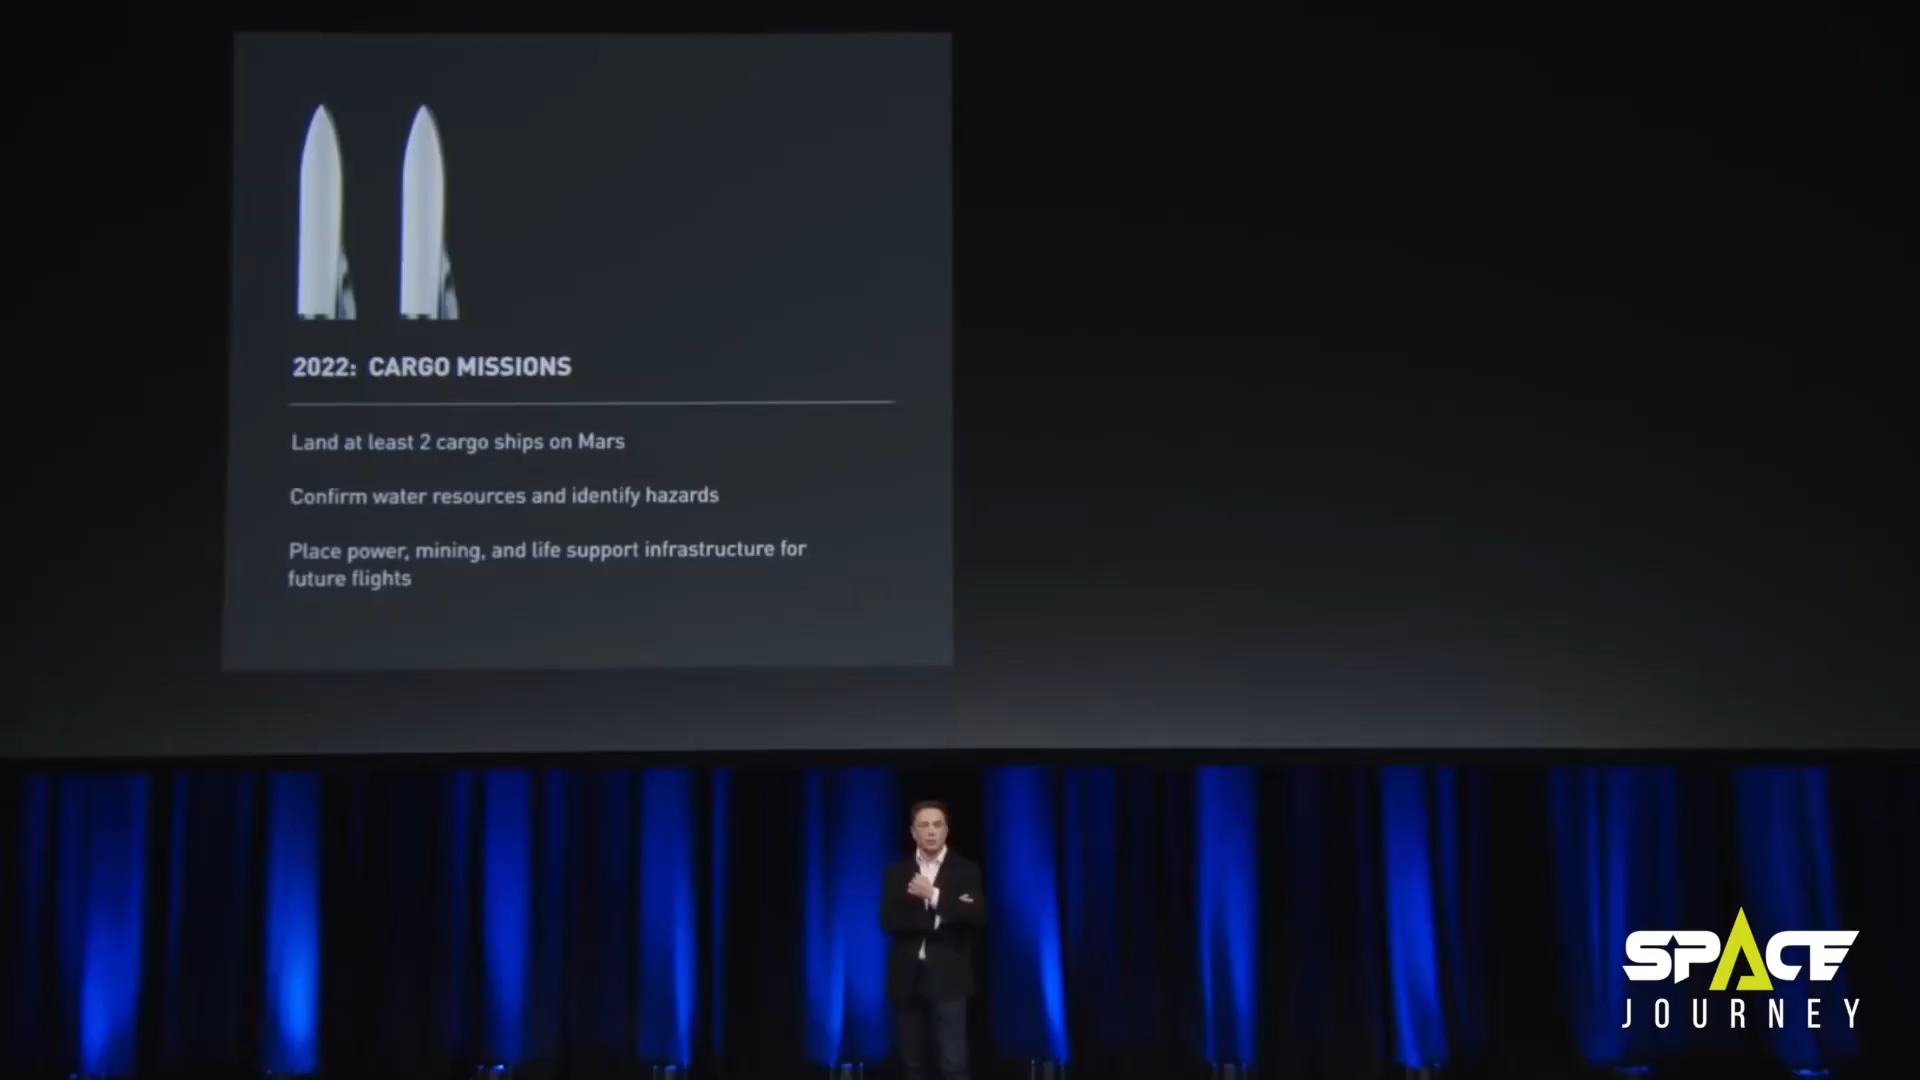 2022: CARGO MISSIONS
Land at least 2 cargo ships on Mars
Confirm water resources and identify hazards
Place power, mining, and life support infrastructure for
future flights
SPACE
JOURNEY